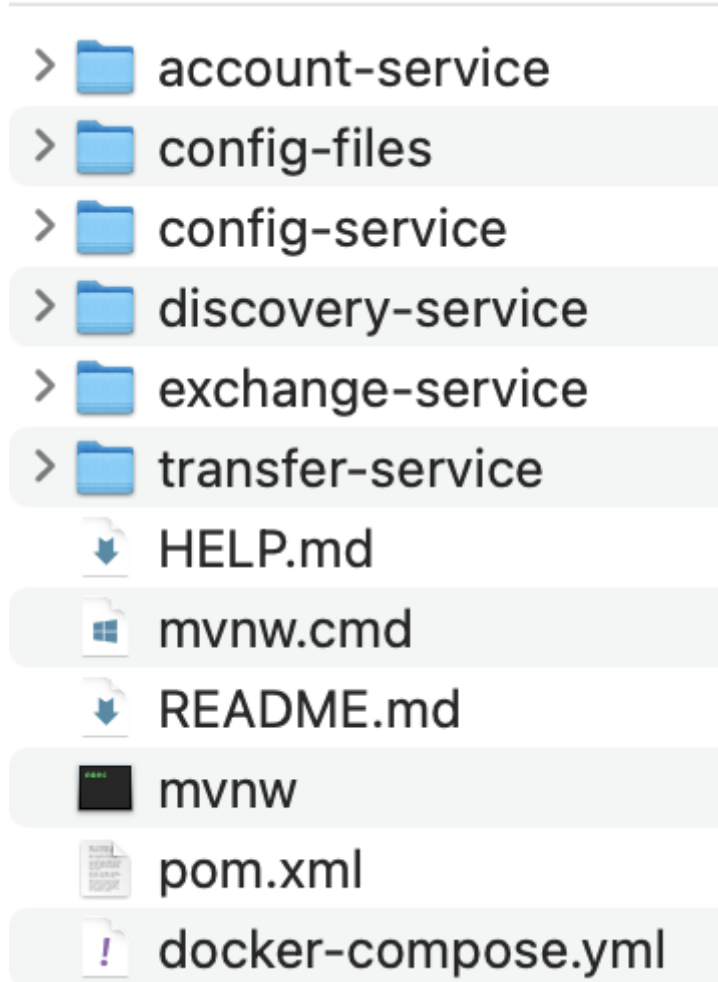 account-service
config-files
config-service
discovery-service
exchange-service
transfer-service
HELP.md
mvnw.cmd
README.md
mvnw
pom.xml
docker-compose.yml